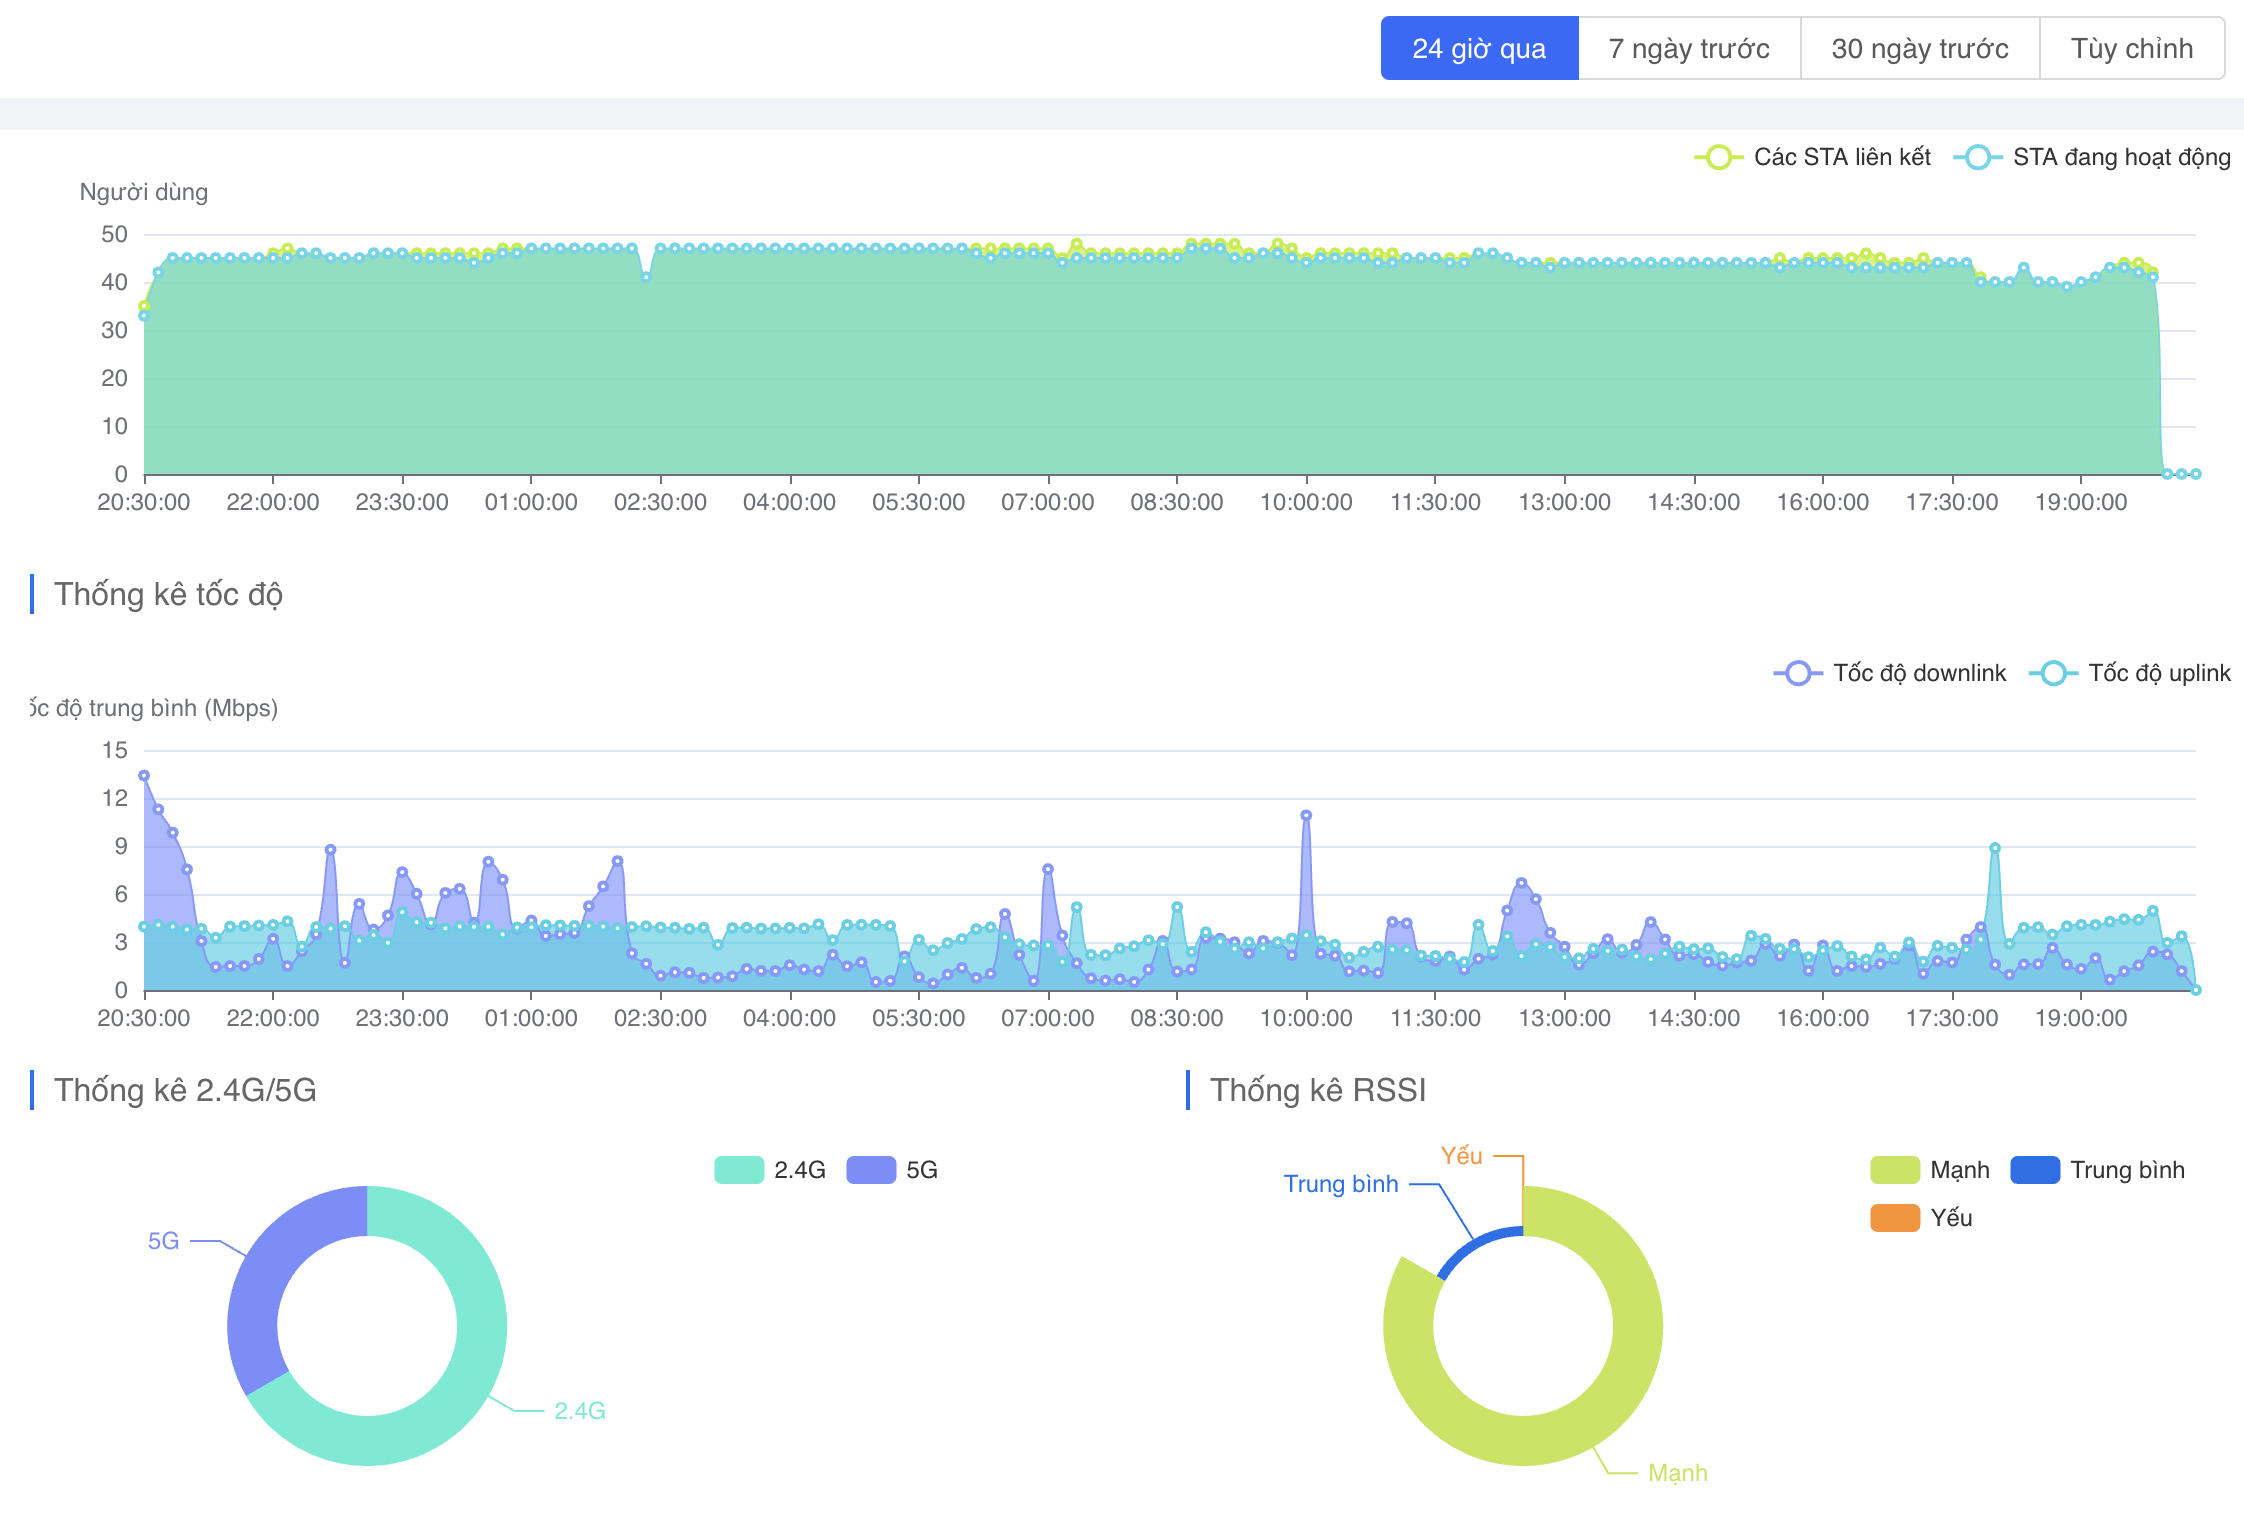 24 giờ qua 7 ngày trước 30 ngày trước Tùy chỉnh
Các STA liên kết STA đang hoạt động
Người dùng
50
40
30
20
10
0
20:30:00 22:00:00 23:30:00 01:00:00 02:30:00 04:00:00 05:30:00 07:00:00 08:30:00 10:00:00 11:30:00 13:00:00 14:30:00 16:00:00 17:30:00 19:00:00
Thống kê tốc độ
Tốc độ downlink Tốc độ uplink
ốc độ trung bình (Mbps)
15
12
9
6
3
0
20:30:00 22:00:00 23:30:00 01:00:00 02:30:00 04:00:00 05:30:00 07:00:00 08:30:00 10:00:00 11:30:00 13:00:00 14:30:00 16:00:00 17:30:00 19:00:00
Thống kê 2.4G/5G
2.4G 5G
5G
2.4G
Thống kê RSSI
Mạnh Trung bình
Yếu
Yếu
Trung bình
Mạnh